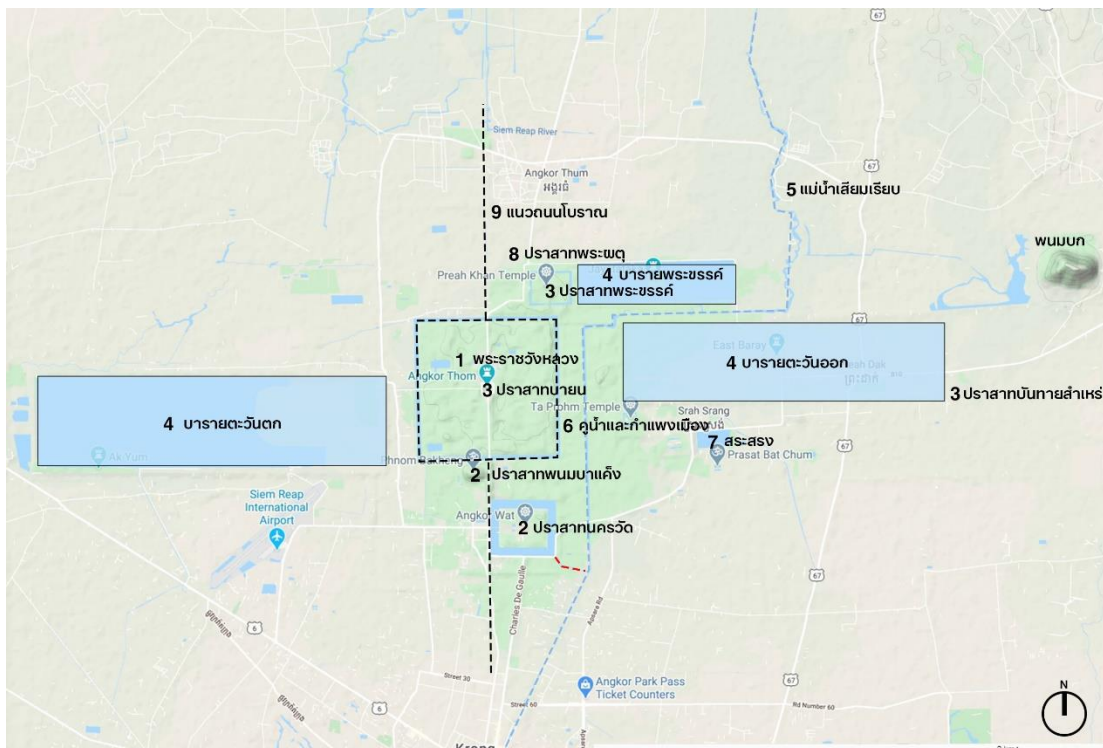 67
Siem Reap River
67
Angkor Thum
អង្គរធំ
5 แม่น้ำเสียมเรียบ
9 แนวถนนโบราณ
พนมบก
8 ปราสาทพระผตุ
Preah Khan Temple
4 บารายพระขรรค์
3 ปราสาทพระขรรค์
67
1 พระราชวังหลวง
East Baray
4 บารายตะวันออก
Angkor Thom
3 ปราสาทบายน
3 ปราสาทบันทายสำเหร่
Ta Prohm Temple
Srah Srang
4 บารายตะวันตก
6 คูน้ำและกำแพงเมือง
7 สระสรง
Prasat Bat Chum
Ak Yum
Phnom Bakheng
2 ปราสาทพนมบาแค็ง
Siem Reap
International
Airport
Angkor Wat
2 ปราสาทนครวัด
67
Charles De Gaulle
Apsara Rd
6
Street 30
67
Angkor Park Pass
Ticket Counters
N
6
Street 60
Rd Number 60